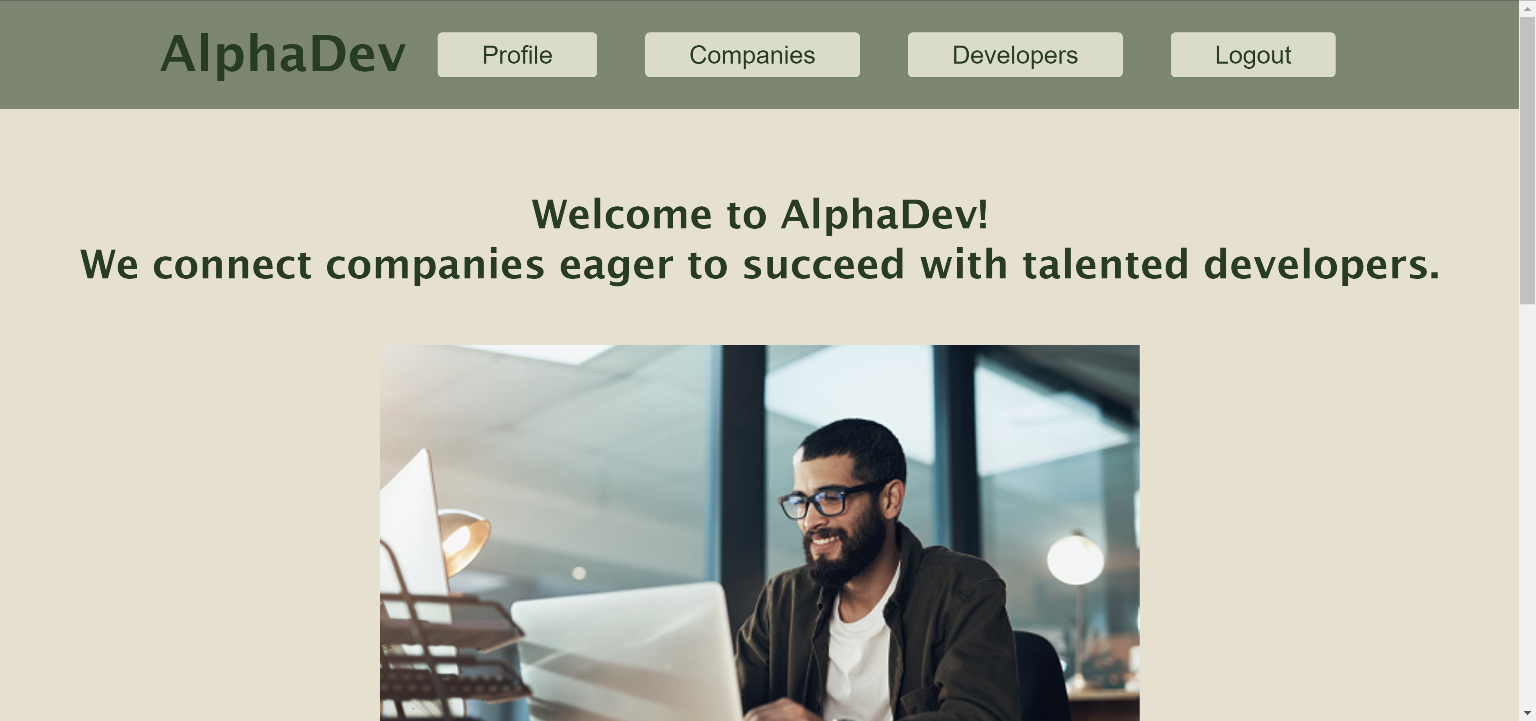 AlphaDev Profile Companies Developers Logout
Welcome to AlphaDev!
We connect companies eager to succeed with talented developers.